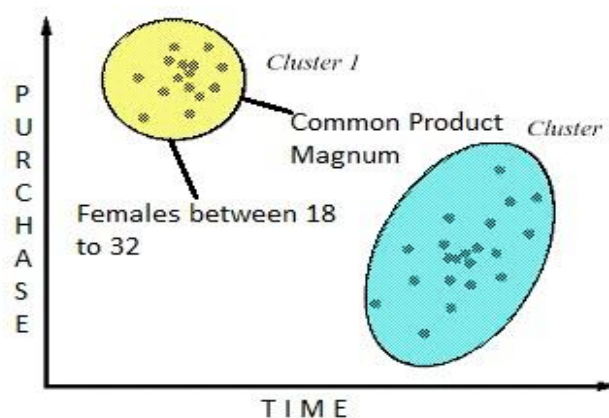 Cluster 1
PURCHASE
Common Product
Magnum
Cluster
Females between 18
to 32
TIME